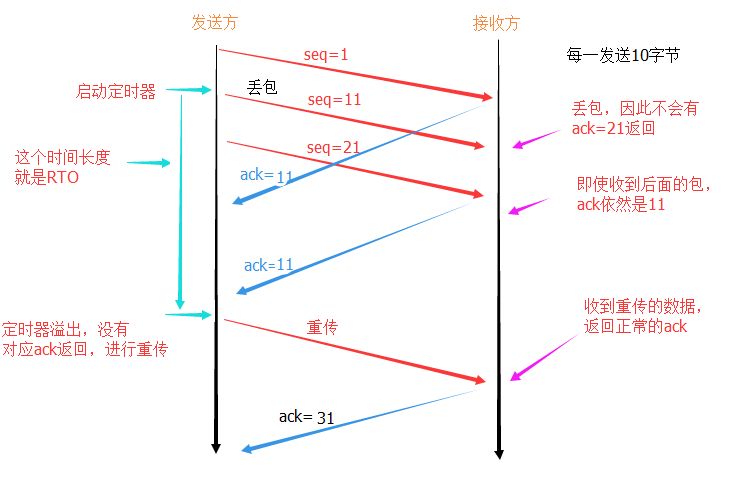 发送方
接收方
seq=1
每一发送10字节
启动定时器
丢包
seq=11
丢包，因此不会有
ack=21返回
这个时间长度
就是RTO
seq=21
ack=11
即使收到后面的包，
ack依然是11
ack=11
定时器溢出，没有
对应ack返回，进行重传
重传
收到重传的数据，
返回正常的ack
ack= 31